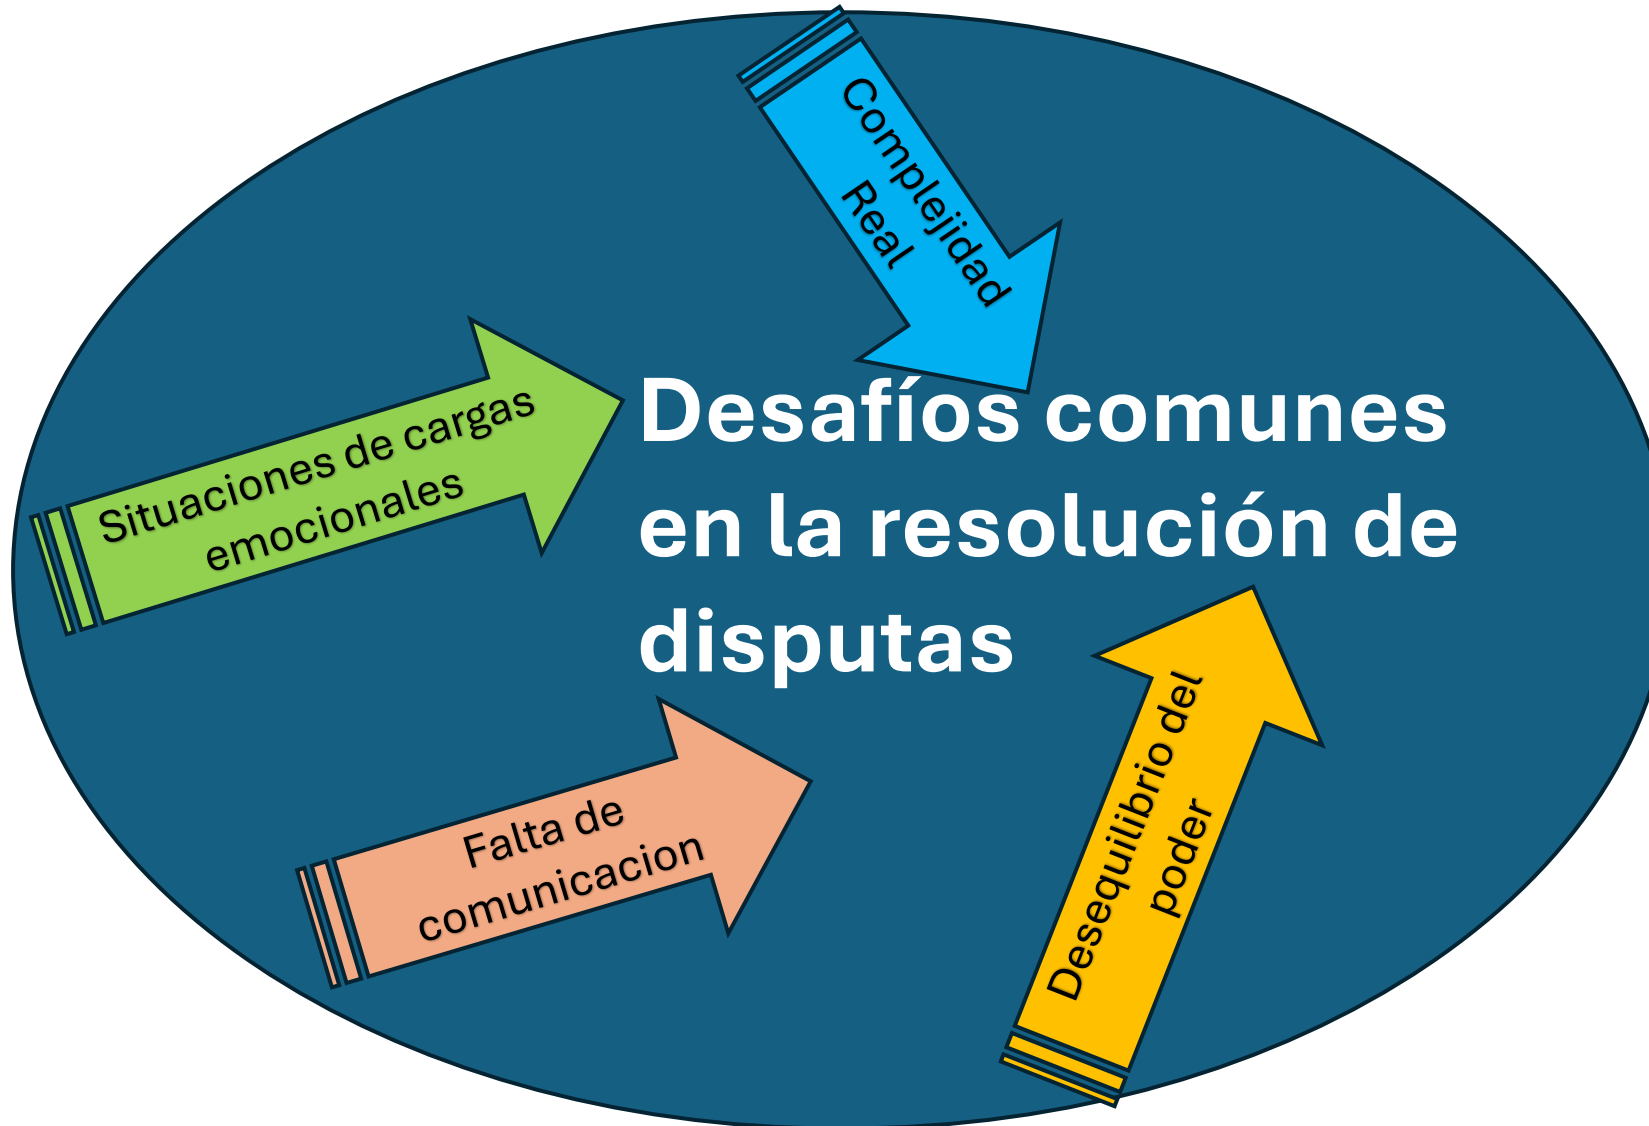 Complejidad
Real
Situaciones de cargas
emocionales
Desafíos comunes
en la resolución de
disputas
Falta de
comunicacion
Desequilibrio del
poder